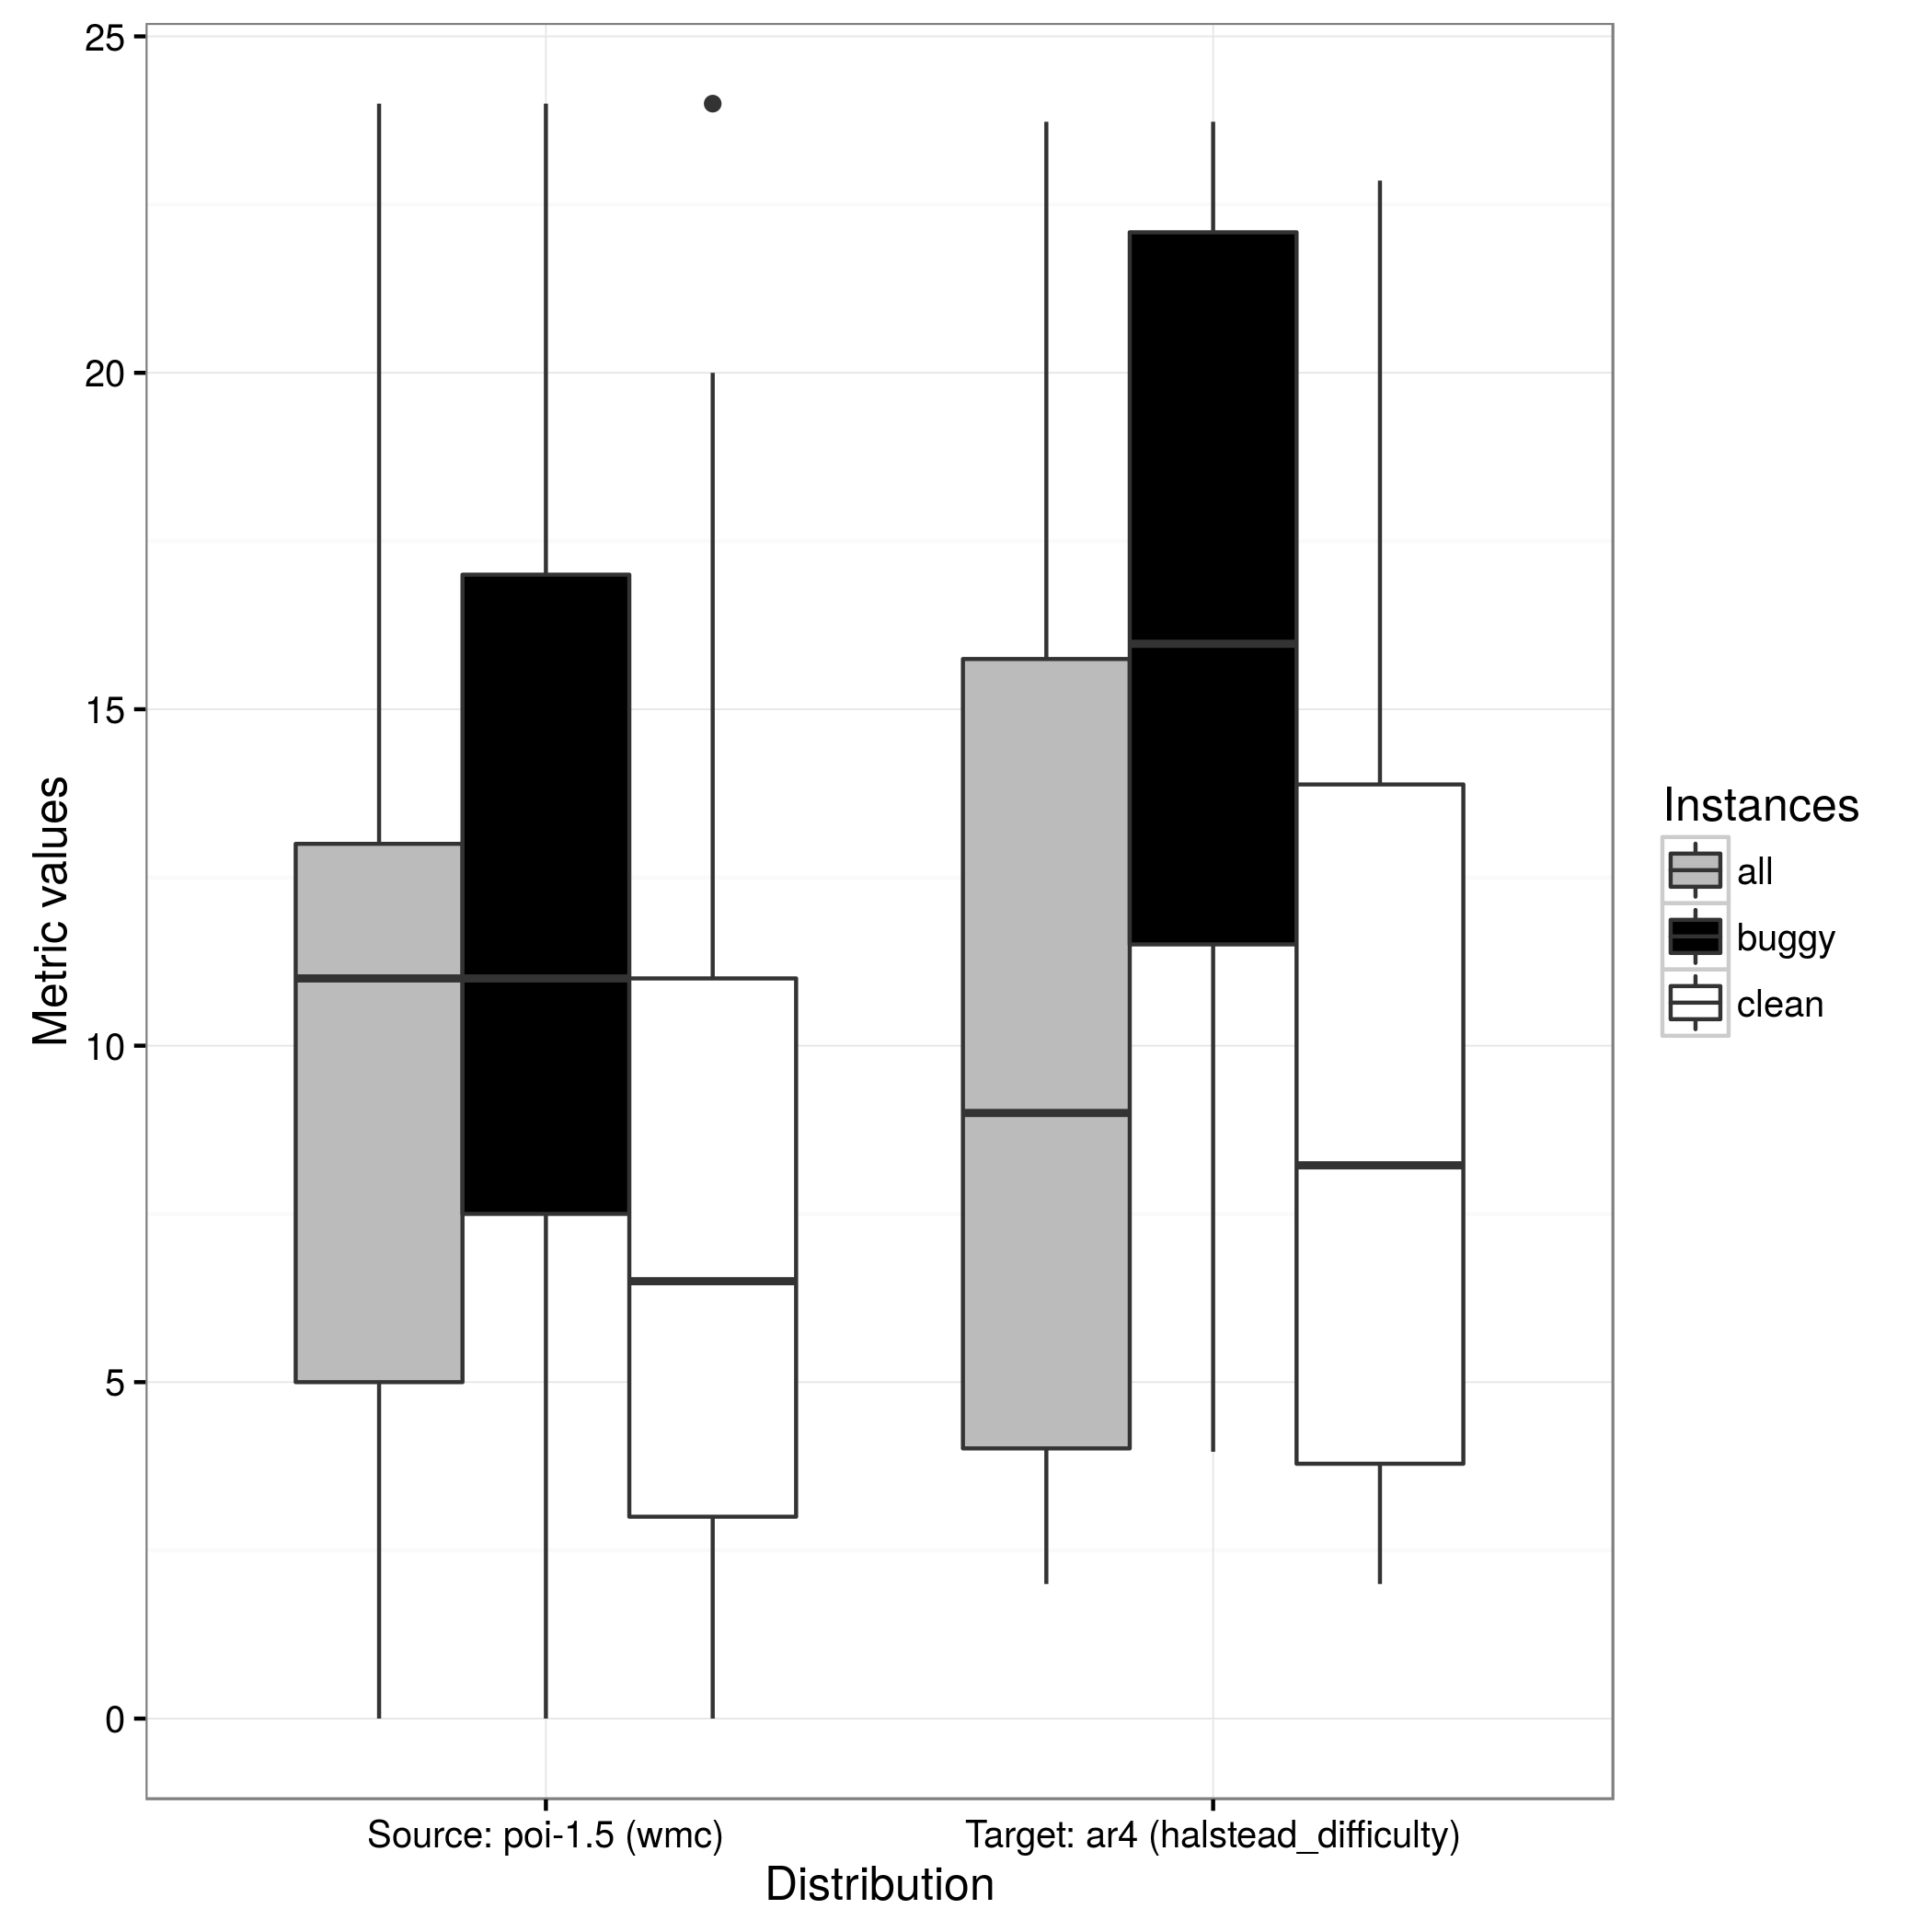 25
20
15
10
5
0
Metric values
Source: poi-1.5 (wmc)
Target: ar4 (halstead_difficulty)
Distribution
Instances
all
buggy
clean